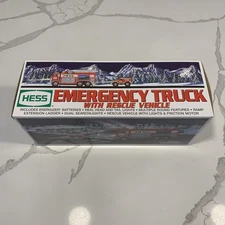 HESS
EMERGENCY TRUCK
WITH RESCUE VEHICLE
INCLUDES ENERGIZER® BATTERIES • REAL HEAD AND TAIL LIGHTS • MULTIPLE SOUND FEATURES • RAMP
EXTENSION LADDER • DUAL SEARCHLIGHTS • RESCUE VEHICLE WITH LIGHTS & FRICTION MOTOR